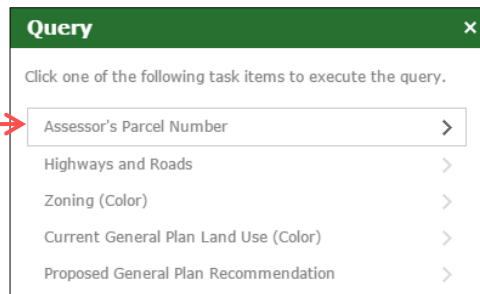 Query
Click one of the following task items to execute the query.
Assessor's Parcel Number
Highways and Roads
Zoning (Color)
Current General Plan Land Use (Color)
Proposed General Plan Recommendation